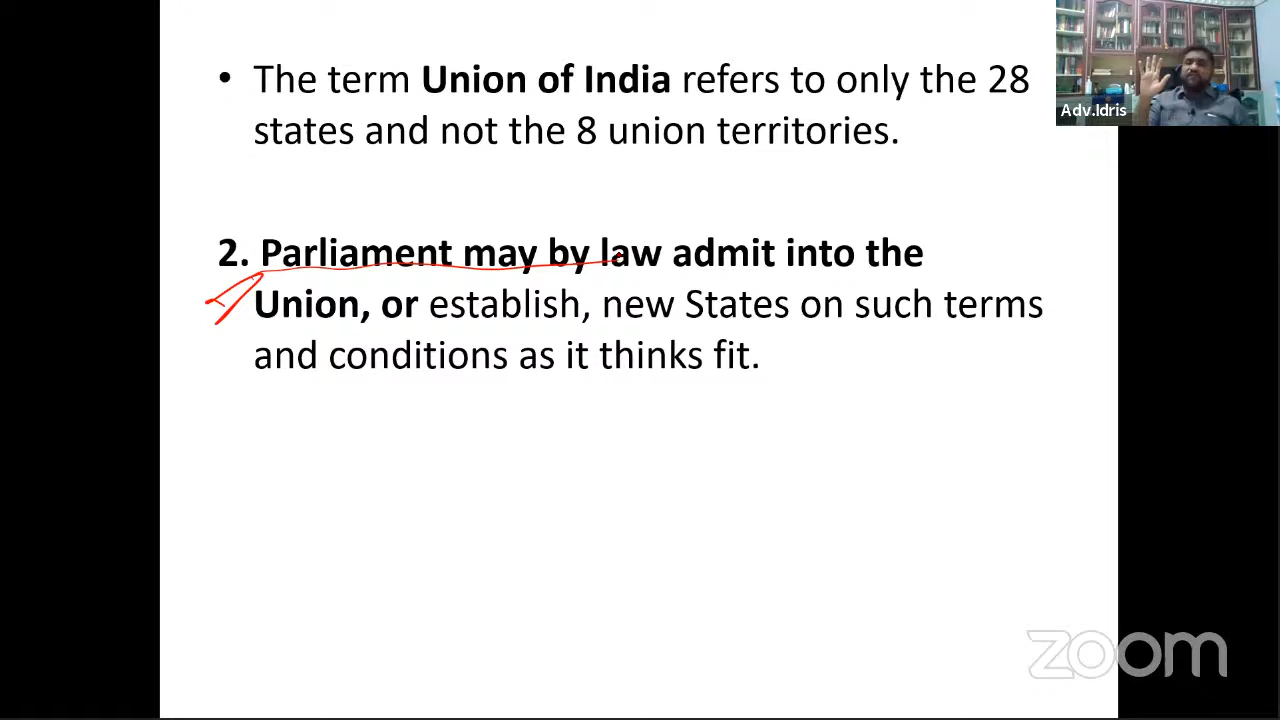 • The term Union of India refers to only the 28
states and not the 8 union territories.
Adv.Idris
2. Parliament may by law admit into the
Union, or establish, new States on such terms
and conditions as it thinks fit.
zoom